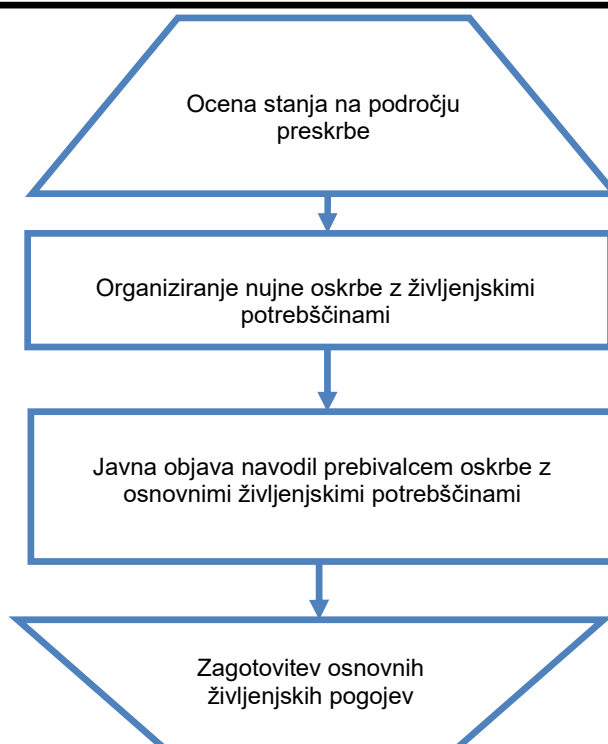 Ocena stanja na področju
preskrbe
Organiziranje nujne oskrbe z življenjskimi
potrebščinami
Javna objava navodil prebivalcem oskrbe z
osnovnimi življenjskimi potrebščinami
Zagotovitev osnovnih
življenjskih pogojev